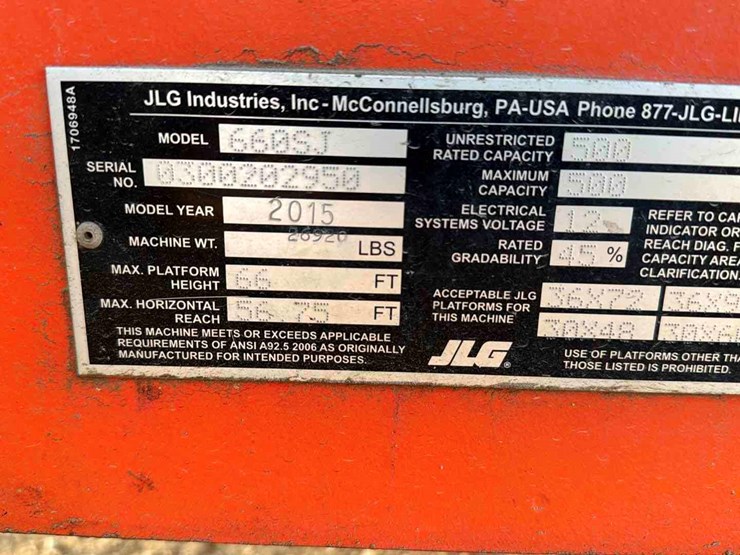 1706948A
JLG Industries, Inc - McConnellsburg, PA-USA Phone 877-JLG-LI
MODEL 660SJ
SERIAL NO. 0300202950
MODEL YEAR 2015
MACHINE WT. LBS
MAX. PLATFORM HEIGHT 66 FT
MAX. HORIZONTAL REACH 56.75 FT
THIS MACHINE MEETS OR EXCEEDS APPLICABLE
REQUIREMENTS OF ANSI A92.5 2006 AS ORIGINALLY
MANUFACTURED FOR INTENDED PURPOSES.
UNRESTRICTED
RATED CAPACITY 500
MAXIMUM
CAPACITY 500
ELECTRICAL
SYSTEMS VOLTAGE 12
RATED
GRADABILITY 45 %
REFER TO
INDICATOR OR
REACH DIAG.
CAPACITY AREA
CLARIFICATION.
ACCEPTABLE JLG
PLATFORMS FOR
THIS MACHINE
36X72
30X48
JLG
USE OF PLATFORMS OTHER
THOSE LISTED IS PROHIBITED.